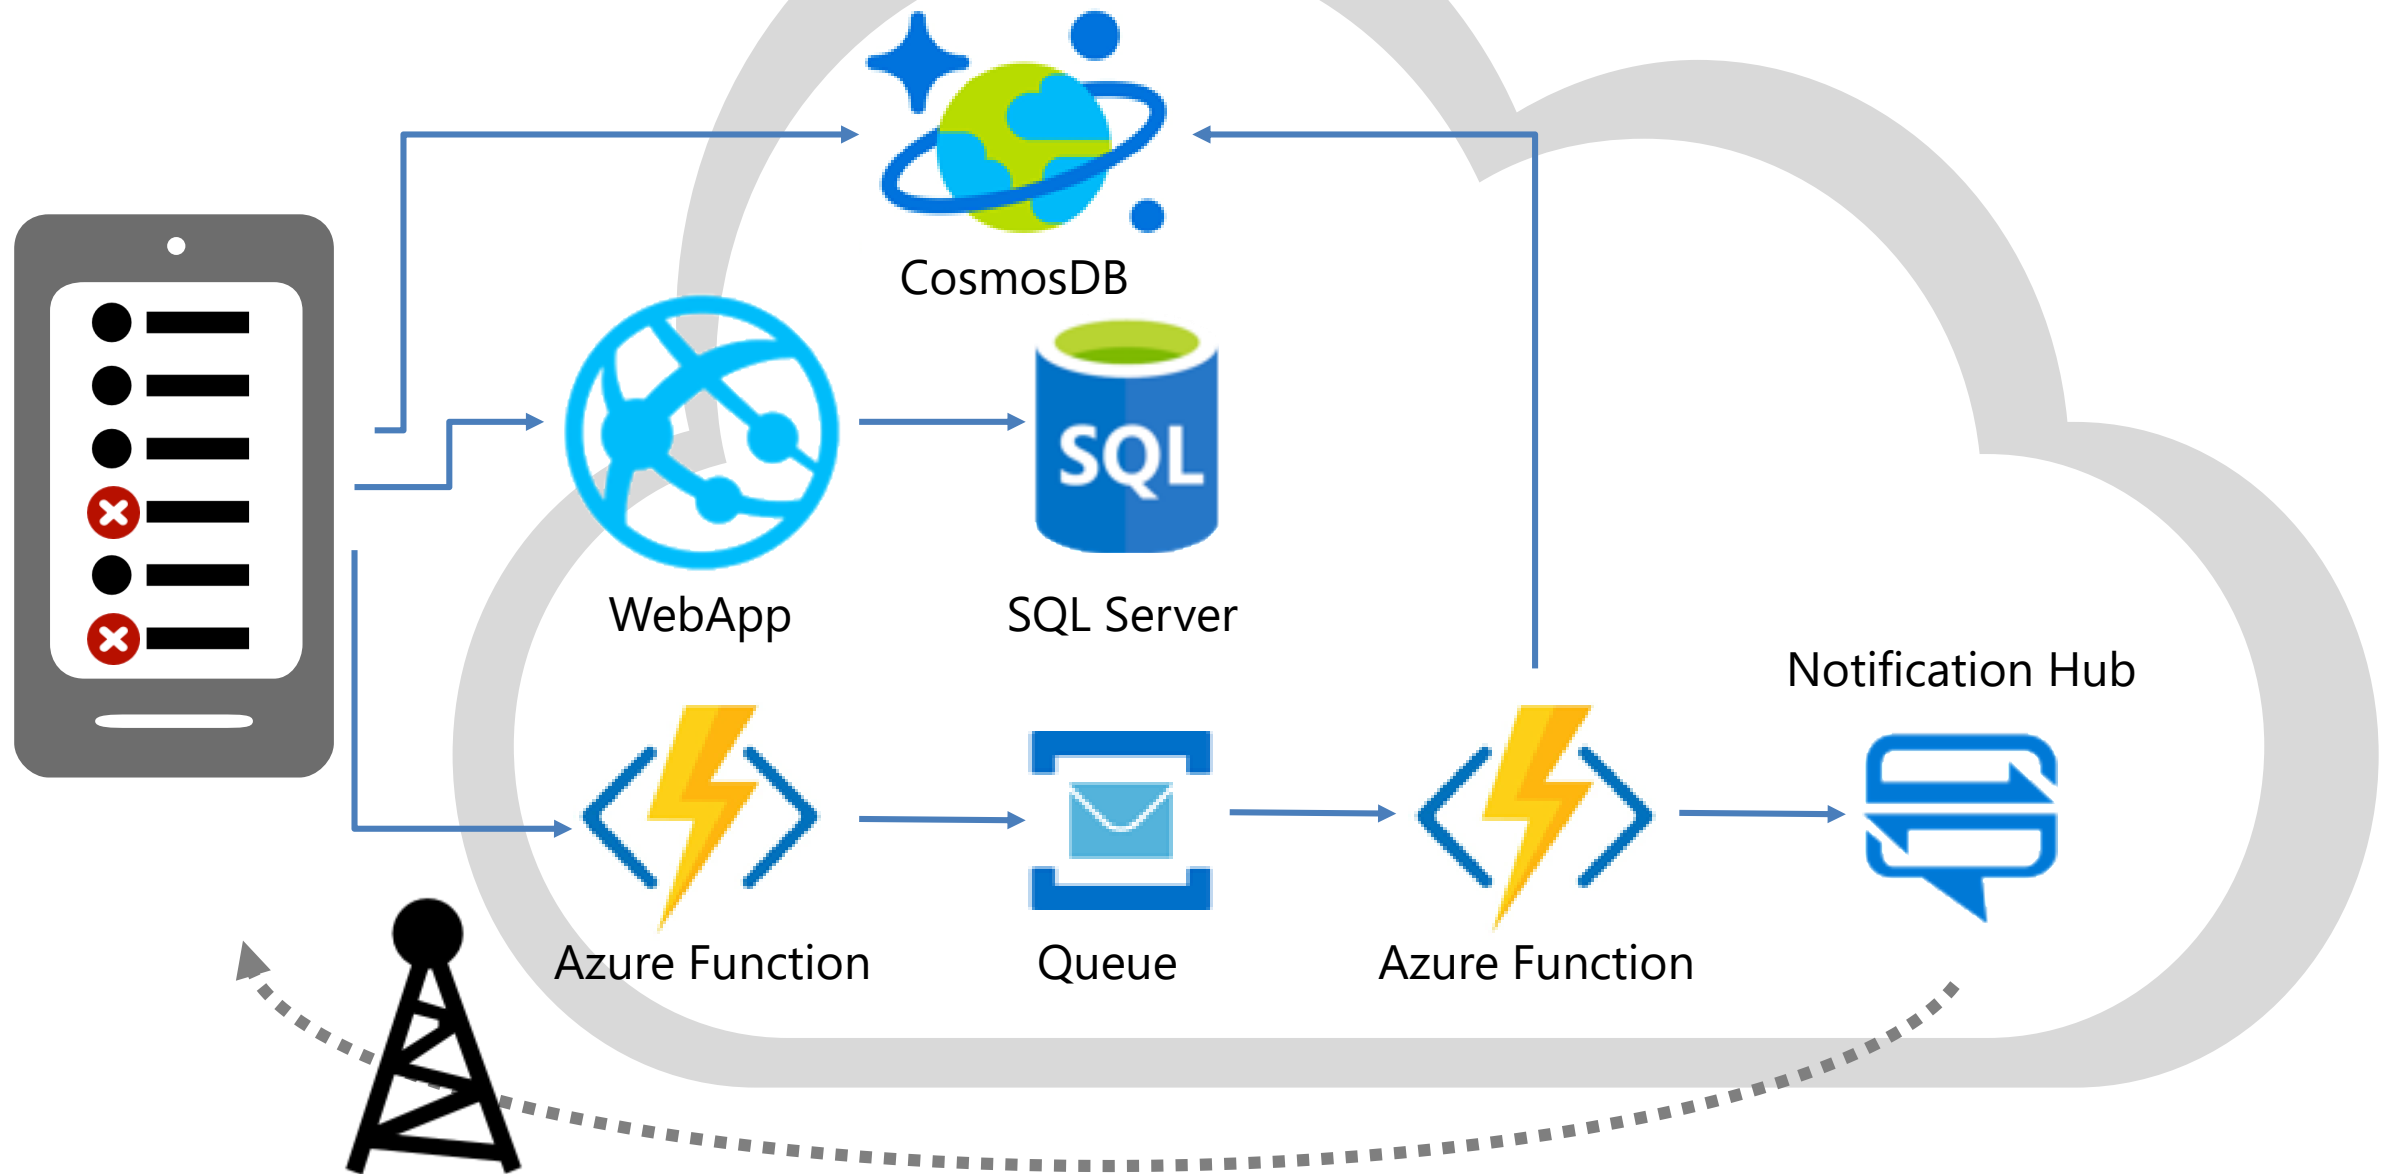 CosmosDB
SQL
WebApp
SQL Server
Notification Hub
Azure Function
Queue
Azure Function